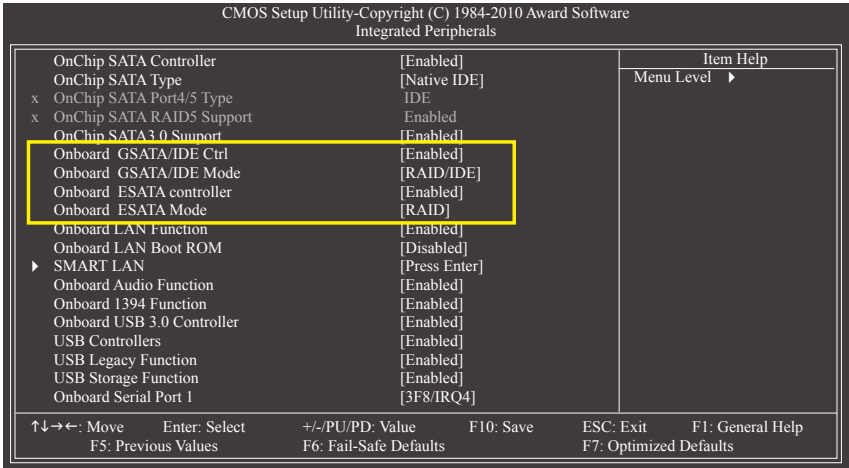 CMOS Setup Utility-Copyright (C) 1984-2010 Award Software
Integrated Peripherals
OnChip SATA Controller [Enabled]
OnChip SATA Type [Native IDE]
x OnChip SATA Port4/5 Type IDE
x OnChip SATA RAID5 Support Enabled
OnChip SATA3.0 Suuport [Enabled]
Onboard GSATA/IDE Ctrl [Enabled]
Onboard GSATA/IDE Mode [RAID/IDE]
Onboard ESATA controller [Enabled]
Onboard ESATA Mode [RAID]
Onboard LAN Function [Enabled]
Onboard LAN Boot ROM [Disabled]
SMART LAN [Press Enter]
Onboard Audio Function [Enabled]
Onboard 1394 Function [Enabled]
Onboard USB 3.0 Controller [Enabled]
USB Controllers [Enabled]
USB Legacy Function [Enabled]
USB Storage Function [Enabled]
Onboard Serial Port 1 [3F8/IRQ4]
Item Help
Menu Level
↑↓→←: Move Enter: Select +/-/PU/PD: Value F10: Save ESC: Exit F1: General Help
F5: Previous Values F6: Fail-Safe Defaults F7: Optimized Defaults